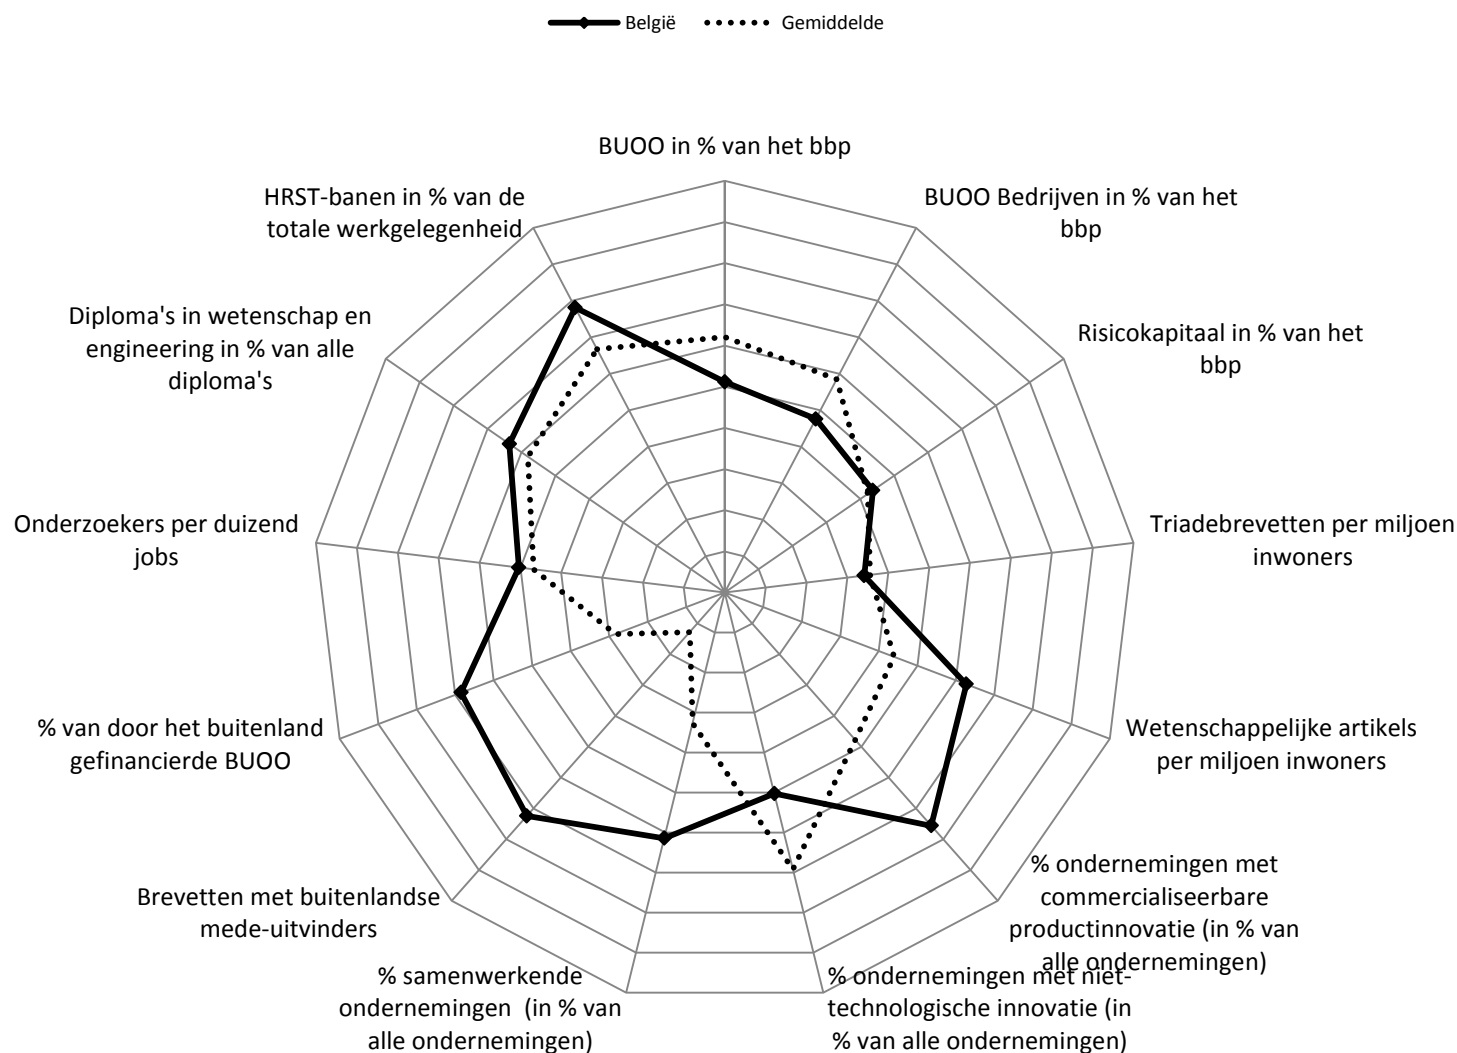 België
Gemiddelde
BUOO in % van het bbp
BUOO Bedrijven in % van het
bbp
Risicokapitaal in % van het
bbp
Triadebrevetten per miljoen
inwoners
Wetenschappelijke artikels
per miljoen inwoners
% ondernemingen met
commercialiseerbare
productinnovatie (in % van
alle ondernemingen)
% ondernemingen met niet-
technologische innovatie (in
% van alle ondernemingen)
% samenwerkende
ondernemingen (in % van
alle ondernemingen)
Brevetten met buitenlandse
mede-uitvinders
% van door het buitenland
gefinancierde BUOO
Onderzoekers per duizend
jobs
Diploma's in wetenschap en
engineering in % van alle
diploma's
HRST-banen in % van de
totale werkgelegenheid